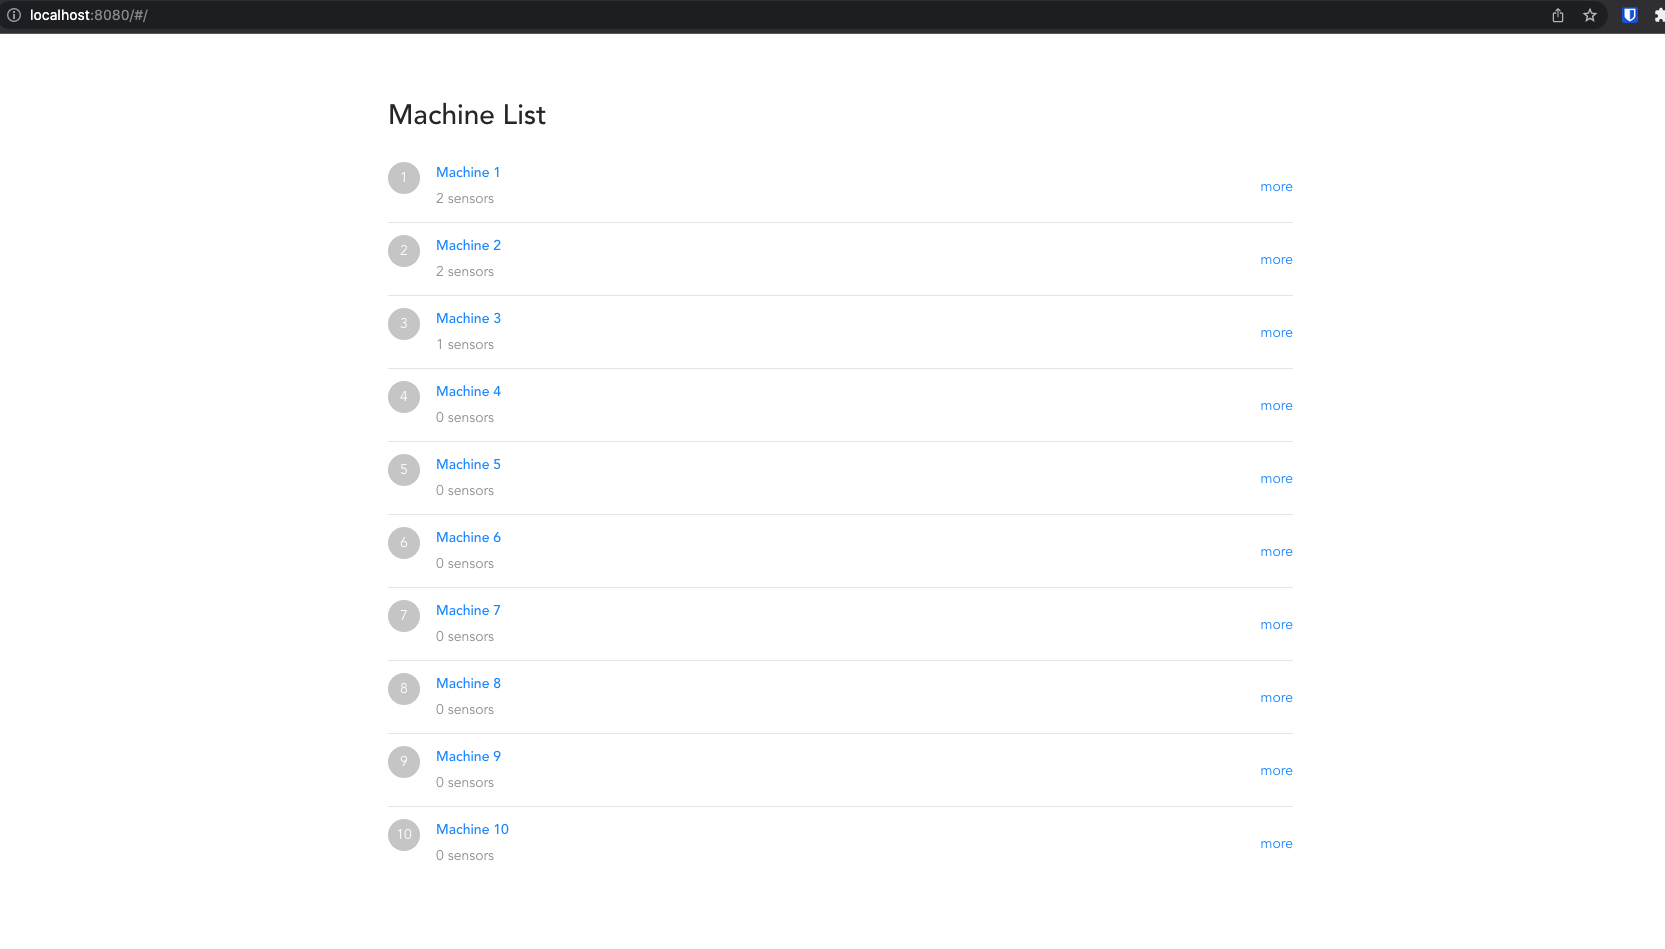 localhost:8080/#/
Machine List
1
Machine 1
2 sensors
more
2
Machine 2
2 sensors
more
3
Machine 3
1 sensors
more
4
Machine 4
0 sensors
more
5
Machine 5
0 sensors
more
6
Machine 6
0 sensors
more
7
Machine 7
0 sensors
more
8
Machine 8
0 sensors
more
9
Machine 9
0 sensors
more
10
Machine 10
0 sensors
more